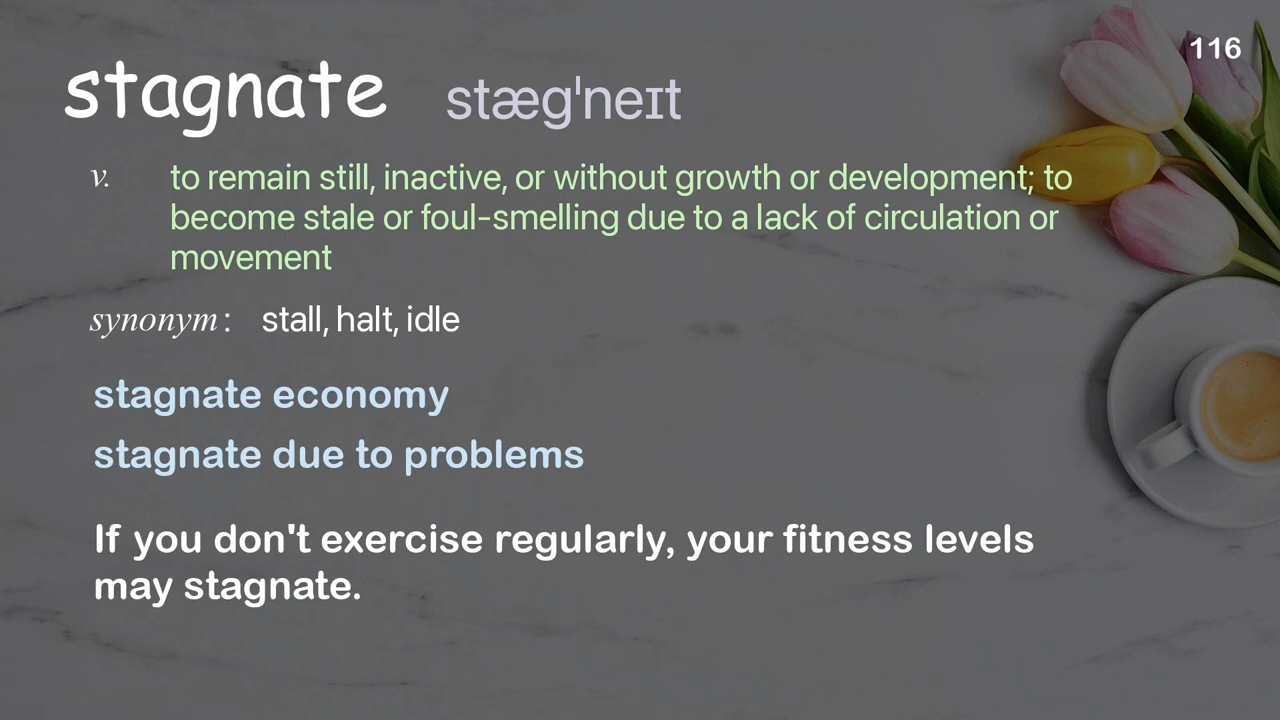 116
stagnate stægˈneɪt
v. to remain still, inactive, or without growth or development; to
become stale or foul-smelling due to a lack of circulation or
movement
synonym : stall, halt, idle
stagnate economy
stagnate due to problems
If you don't exercise regularly, your fitness levels
may stagnate.